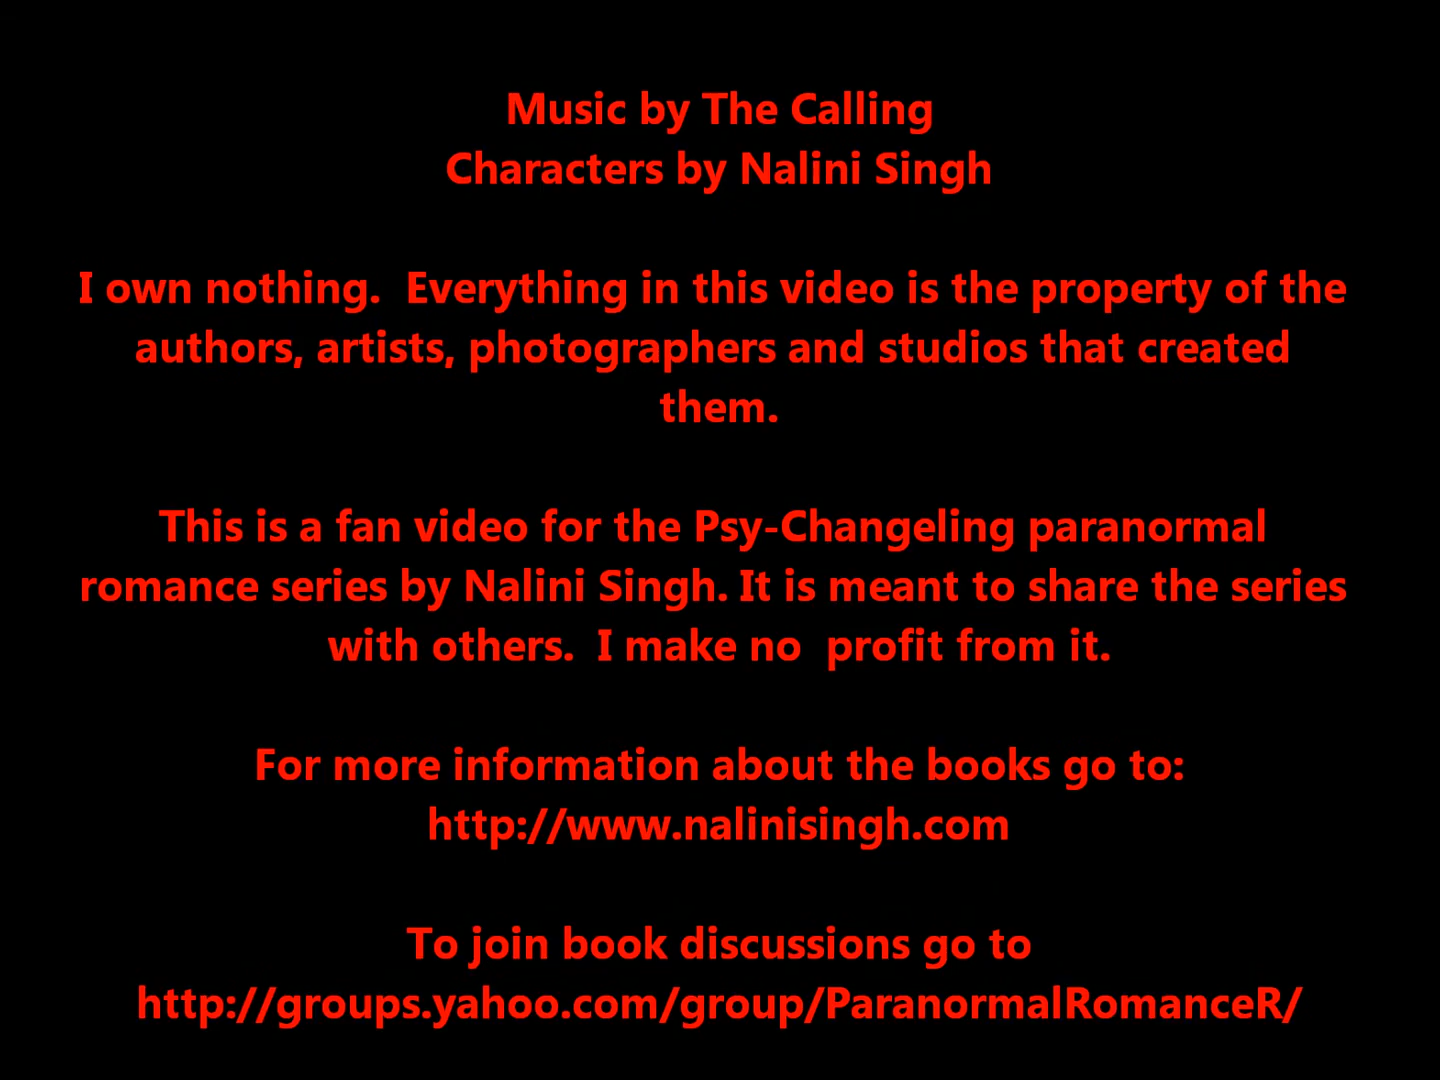 Music by The Calling
Characters by Nalini Singh
I own nothing.  Everything in this video is the property of the
authors, artists, photographers and studios that created
them.
This is a fan video for the Psy-Changeling paranormal
romance series by Nalini Singh. It is meant to share the series
with others.  I make no  profit from it.
For more information about the books go to:
http://www.nalinisingh.com
To join book discussions go to
http://groups.yahoo.com/group/ParanormalRomanceR/